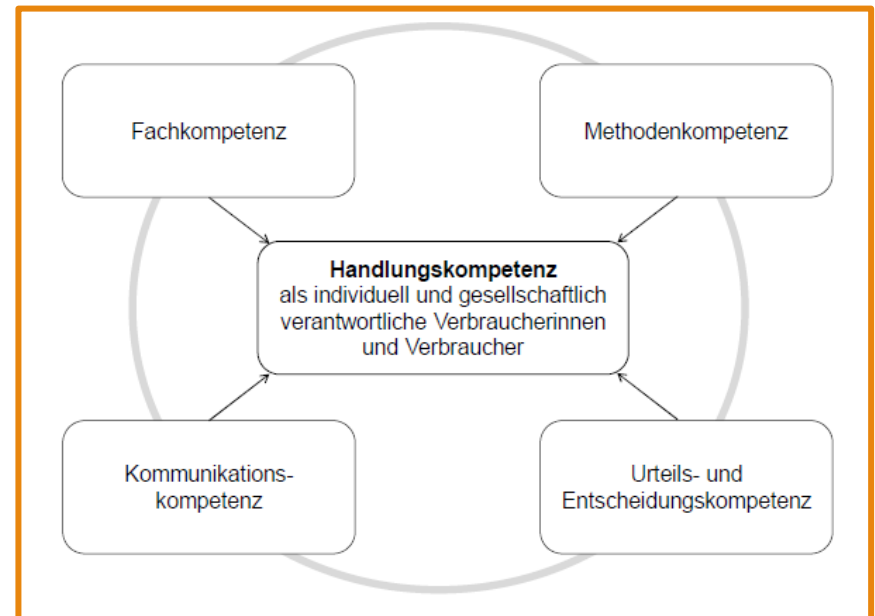 Fachkompetenz
Methodenkompetenz
Handlungskompetenz
als individuell und gesellschaftlich
verantwortliche Verbraucherinnen
und Verbraucher
Kommunikations-
kompetenz
Urteils- und
Entscheidungskompetenz